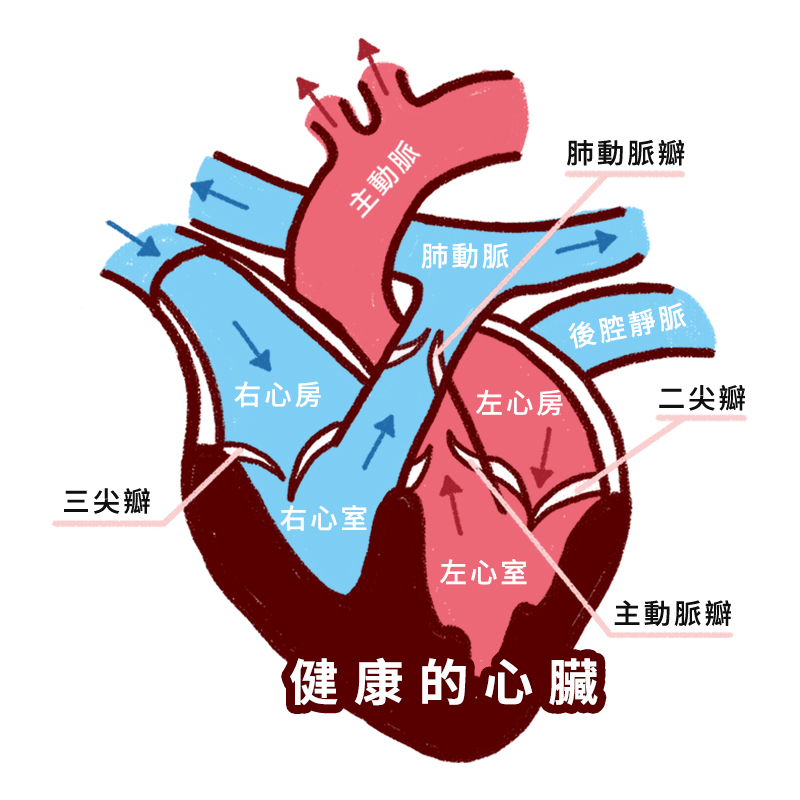 肺動脈瓣
主動脈
肺動脈
後腔靜脈
右心房
左心房
二尖瓣
三尖瓣
右心室
左心室
主動脈瓣
健康的心臟